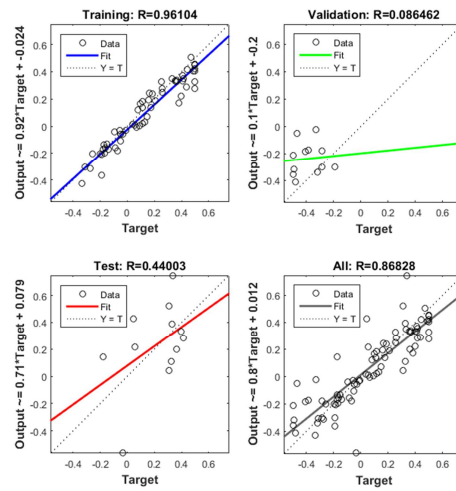 Training: R=0.96104
Output ~= 0.92*Target + -0.024
0.6
0.4
0.2
0
-0.2
-0.4
Data
Fit
Y = T
-0.4 -0.2 0 0.2 0.4 0.6
Target
Validation: R=0.086462
Output ~= 0.1*Target + -0.2
0.6
0.4
0.2
0
-0.2
-0.4
Data
Fit
Y = T
-0.4 -0.2 0 0.2 0.4 0.6
Target
Test: R=0.44003
Output ~= 0.71*Target + 0.079
0.6
0.4
0.2
0
-0.2
-0.4
Data
Fit
Y = T
-0.4 -0.2 0 0.2 0.4 0.6
Target
All: R=0.86828
Output ~= 0.8*Target + 0.012
0.6
0.4
0.2
0
-0.2
-0.4
Data
Fit
Y = T
-0.4 -0.2 0 0.2 0.4 0.6
Target